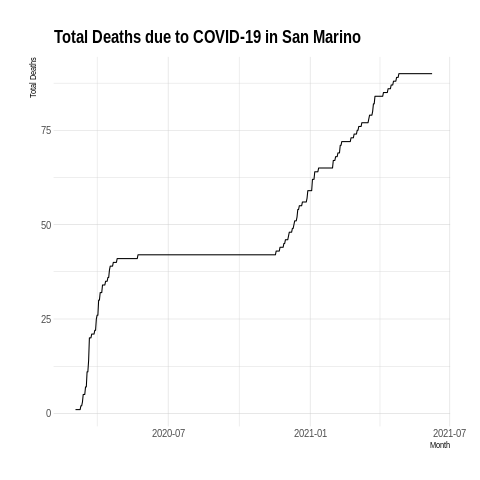 Total Deaths due to COVID-19 in San Marino
Total Deaths
75
50
25
0
2020-07
2021-01
2021-07
Month